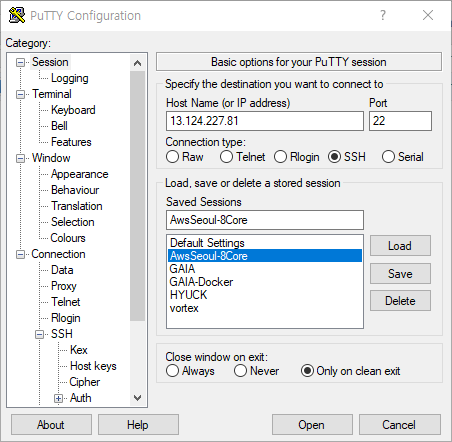 PuTTY Configuration
?
Category:
Session
Logging
Terminal
Keyboard
Bell
Features
Window
Appearance
Behaviour
Translation
Selection
Colours
Connection
Data
Proxy
Telnet
Rlogin
SSH
Kex
Host keys
Cipher
Auth
Basic options for your PuTTY session
Specify the destination you want to connect to
Host Name (or IP address) Port
13.124.227.81 22
Connection type:
Raw Telnet Rlogin SSH Serial
Load, save or delete a stored session
Saved Sessions
AwsSeoul-8Core
Default Settings
AwsSeoul-8Core
GAIA
GAIA-Docker
HYUCK
vortex
Load
Save
Delete
Close window on exit:
Always Never Only on clean exit
About Help Open Cancel